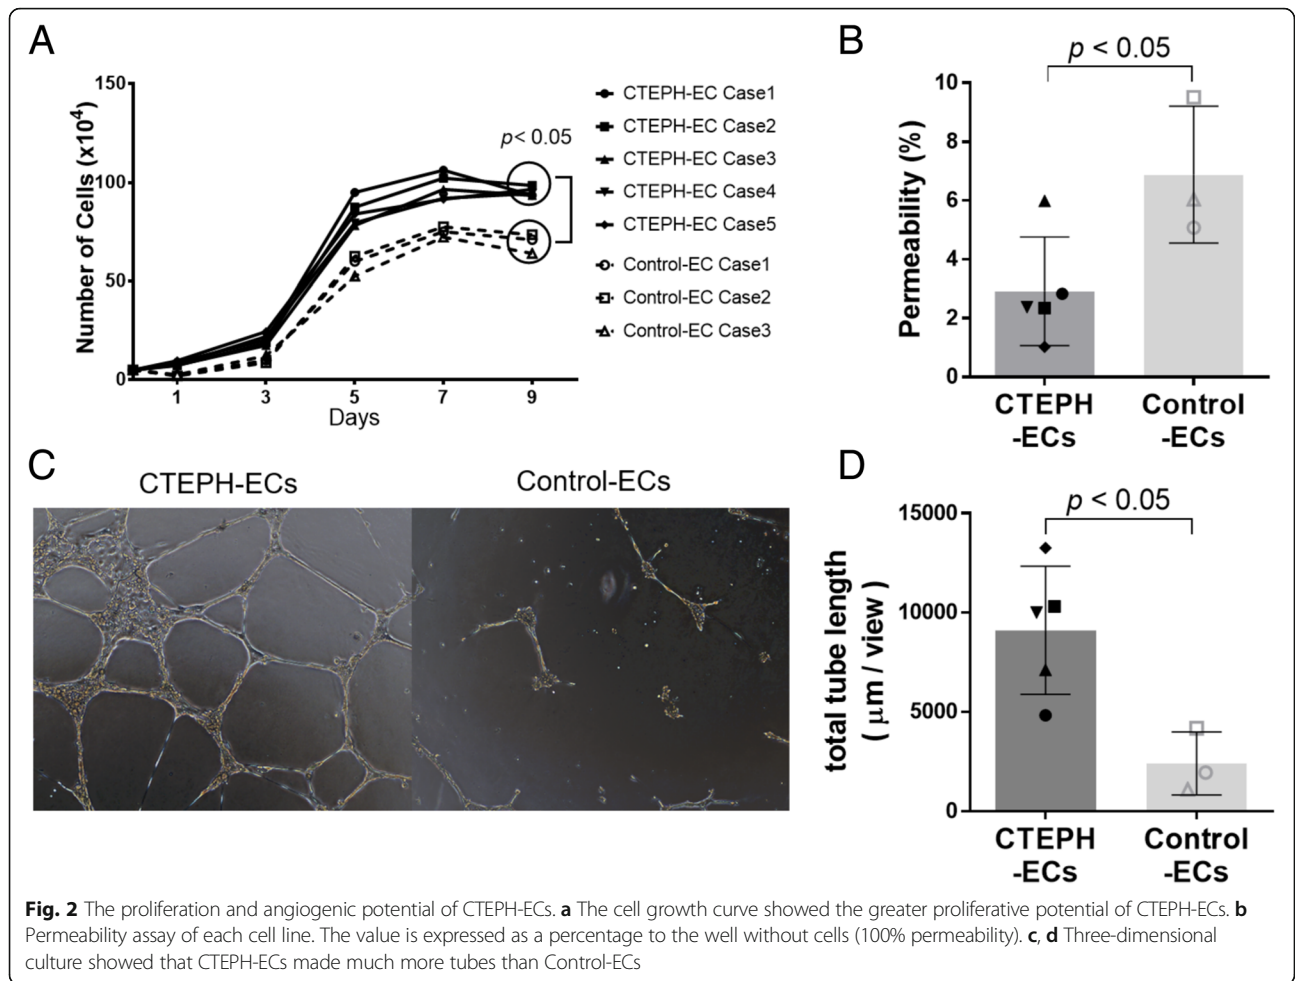 A
150
100
50
0
Number of Cells (x10⁴)
1 3 5 7 9
Days
p< 0.05
CTEPH-EC Case1
CTEPH-EC Case2
CTEPH-EC Case3
CTEPH-EC Case4
CTEPH-EC Case5
Control-EC Case1
Control-EC Case2
Control-EC Case3
B
p < 0.05
10
8
6
4
2
0
Permeability (%)
CTEPH Control
-ECs -ECs
C
CTEPH-ECs Control-ECs
D
p < 0.05
15000
10000
5000
0
total tube length
( μm / view )
CTEPH Control
-ECs -ECs
Fig. 2 The proliferation and angiogenic potential of CTEPH-ECs. a The cell growth curve showed the greater proliferative potential of CTEPH-ECs. b
Permeability assay of each cell line. The value is expressed as a percentage to the well without cells (100% permeability). c, d Three-dimensional
culture showed that CTEPH-ECs made much more tubes than Control-ECs